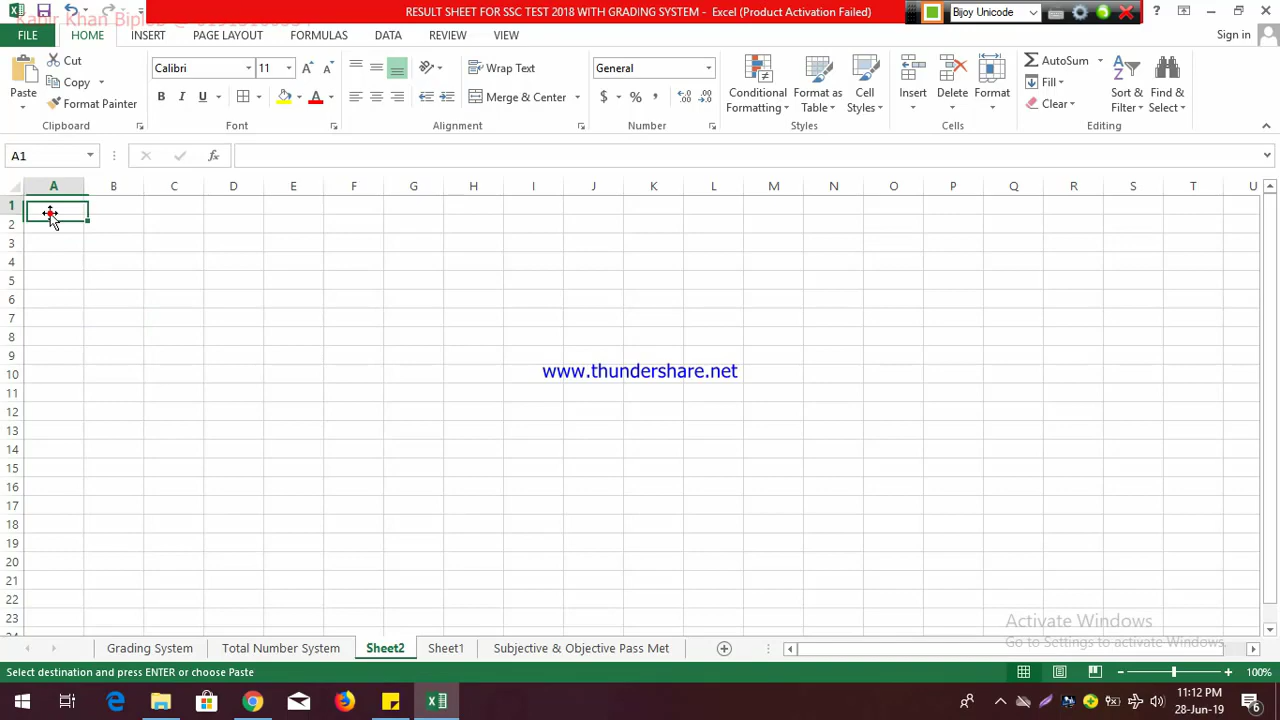 RESULT SHEET FOR SSC TEST 2018 WITH GRADING SYSTEM - Excel (Product Activation Failed)
Bijoy Unicode
?
FILE HOME INSERT PAGE LAYOUT FORMULAS DATA REVIEW VIEW Sign in
Paste Cut Copy Format Painter
Calibri 11
B I U A
Wrap Text
Merge & Center
General
$ % ,
Conditional Formatting
Format as Table
Cell Styles
Insert Delete Format
AutoSum
Fill
Clear
Sort & Filter
Find & Select
Clipboard Font Alignment Number Styles Cells Editing
A1 fx
A B C D E F G H I J K L M N O P Q R S T U
1
2
3
4
5
6
7
8
9
www.thundershare.net
10
11
12
13
14
15
16
17
18
19
20
21
22
23
Activate Windows
Go to Settings to activate Windows.
Grading System Total Number System Sheet2 Sheet1 Subjective & Objective Pass Met
Select destination and press ENTER or choose Paste
100%
11:12 PM
28-Jun-19
6